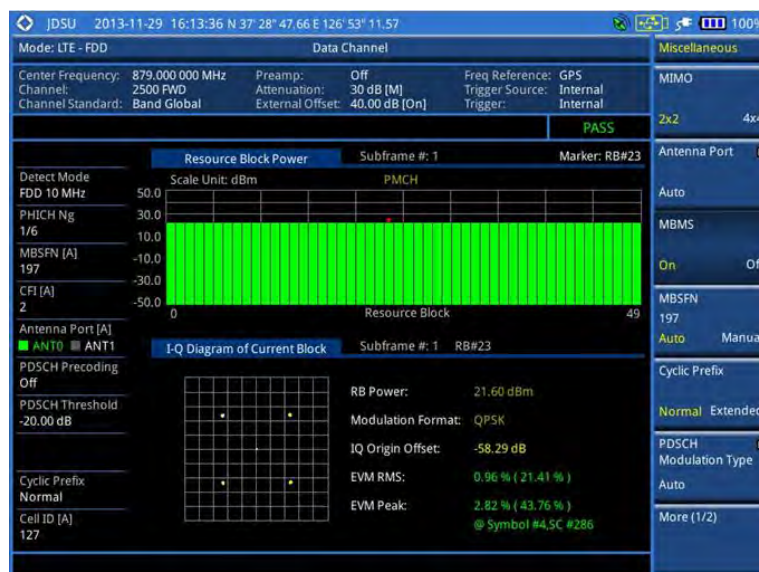 JDSU 2013-11-29 16:13:36 N 37° 28" 47.66 E 126° 53" 11.57 100%
Mode: LTE - FDD Data Channel Miscellaneous
Center Frequency: 879.000 000 MHz Preamp: Off Freq Reference: GPS
Channel: 2500 FWD Attenuation: 30 dB [M] Trigger Source: Internal
Channel Standard: Band Global External Offset: 40.00 dB [On] Trigger: Internal
PASS
Resource Block Power Subframe #: 1 Marker: RB#23
Detect Mode
FDD 10 MHz
PHICH Ng
1/6
MBSFN [A]
197
CFI [A]
2
Antenna Port [A]
ANT0 ANT1
PDSCH Precoding
Off
PDSCH Threshold
-20.00 dB
Cyclic Prefix
Normal
Cell ID [A]
127
Scale Unit: dBm PMCH
50.0
30.0
10.0
-10.0
-30.0
-50.0
0 Resource Block 49
I-Q Diagram of Current Block Subframe #: 1 RB#23
RB Power: 21.60 dBm
Modulation Format: QPSK
IQ Origin Offset: -58.29 dB
EVM RMS: 0.96 % ( 21.41 % )
EVM Peak: 2.82 % ( 43.76 % )
@ Symbol #4,SC #286
MIMO
2x2 4x4
Antenna Port
Auto
MBMS
On Of
MBSFN
197
Auto Manua
Cyclic Prefix
Normal Extended
PDSCH
Modulation Type
Auto
More (1/2)